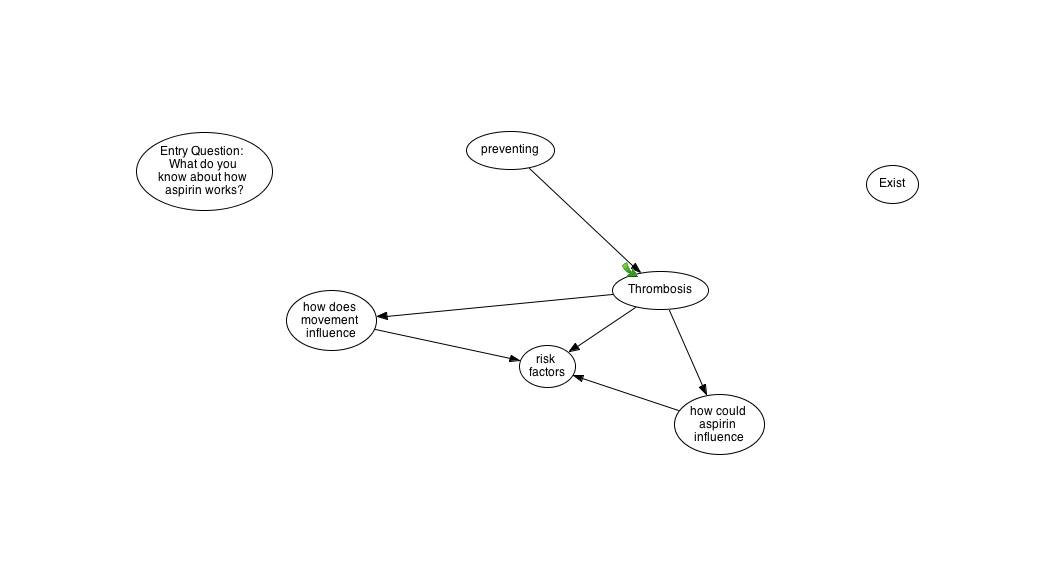 Entry Question:
What do you
know about how
aspirin works?
preventing
Exist
Thrombosis
how does
movement
influence
risk
factors
how could
aspirin
influence